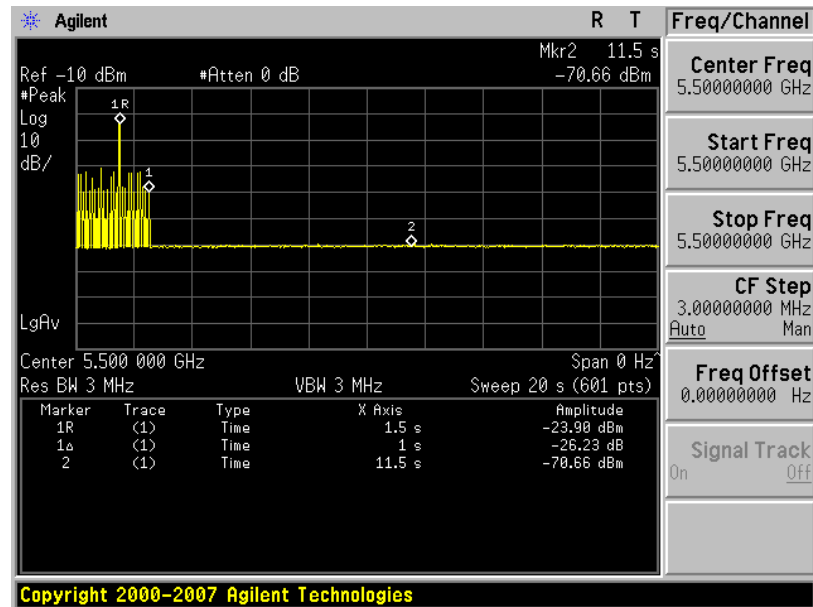 Agilent R T Freq/Channel
Mkr2 11.5 s
Ref -10 dBm #Atten 0 dB -70.66 dBm
#Peak
Log
10
dB/
1R
1
2
LgAv
Center 5.500 000 GHz Span 0 Hz^
Res BW 3 MHz VBW 3 MHz Sweep 20 s (601 pts)
Marker Trace Type X Axis Amplitude
1R (1) Time 1.5 s -23.90 dBm
1Δ (1) Time 1 s -26.23 dB
2 (1) Time 11.5 s -70.66 dBm
Center Freq
5.50000000 GHz
Start Freq
5.50000000 GHz
Stop Freq
5.50000000 GHz
CF Step
3.00000000 MHz
Auto Man
Freq Offset
0.00000000 Hz
Signal Track
On Off
Copyright 2000-2007 Agilent Technologies